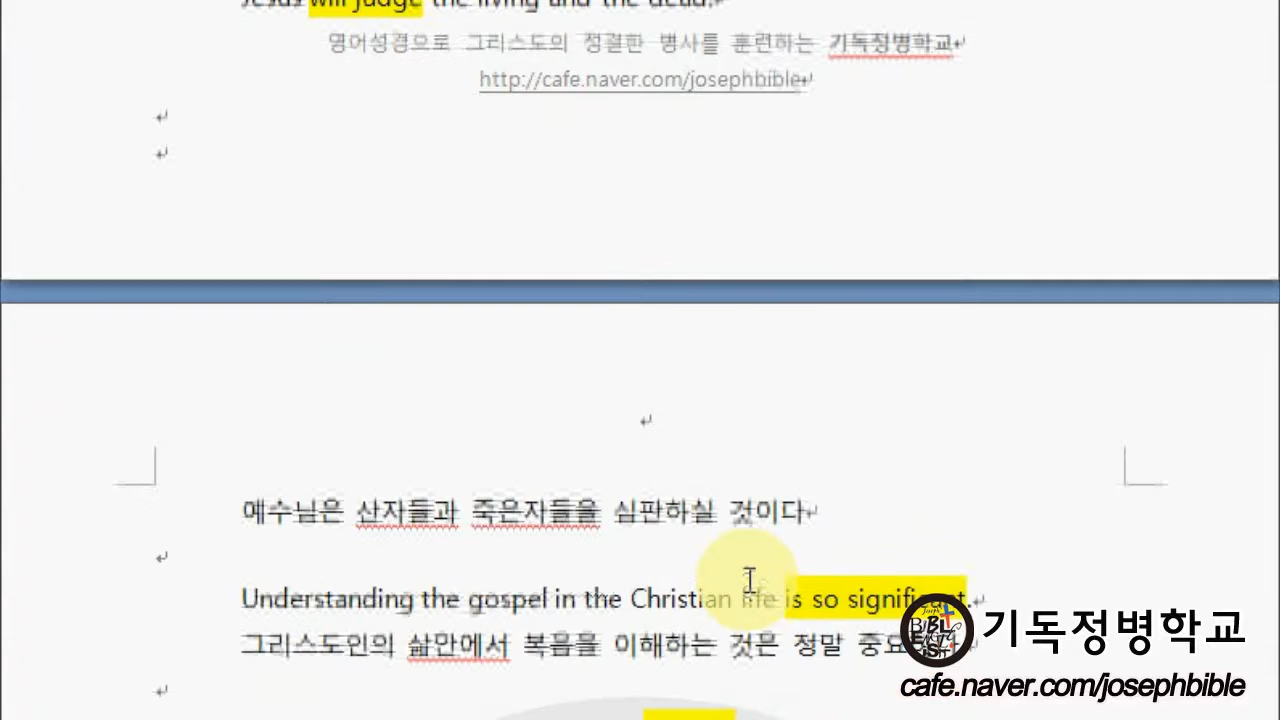 Jesus will judge the living and the dead.
영어성경으로 그리스도의 정결한 병사를 훈련하는 기독정병학교
http://cafe.naver.com/josephbible
예수님은 산자들과 죽은자들을 심판하실 것이다
Understanding the gospel in the Christian life is so significant.
그리스도인의 삶안에서 복음을 이해하는 것은 정말 중요
기독정병학교
cafe.naver.com/josephbible